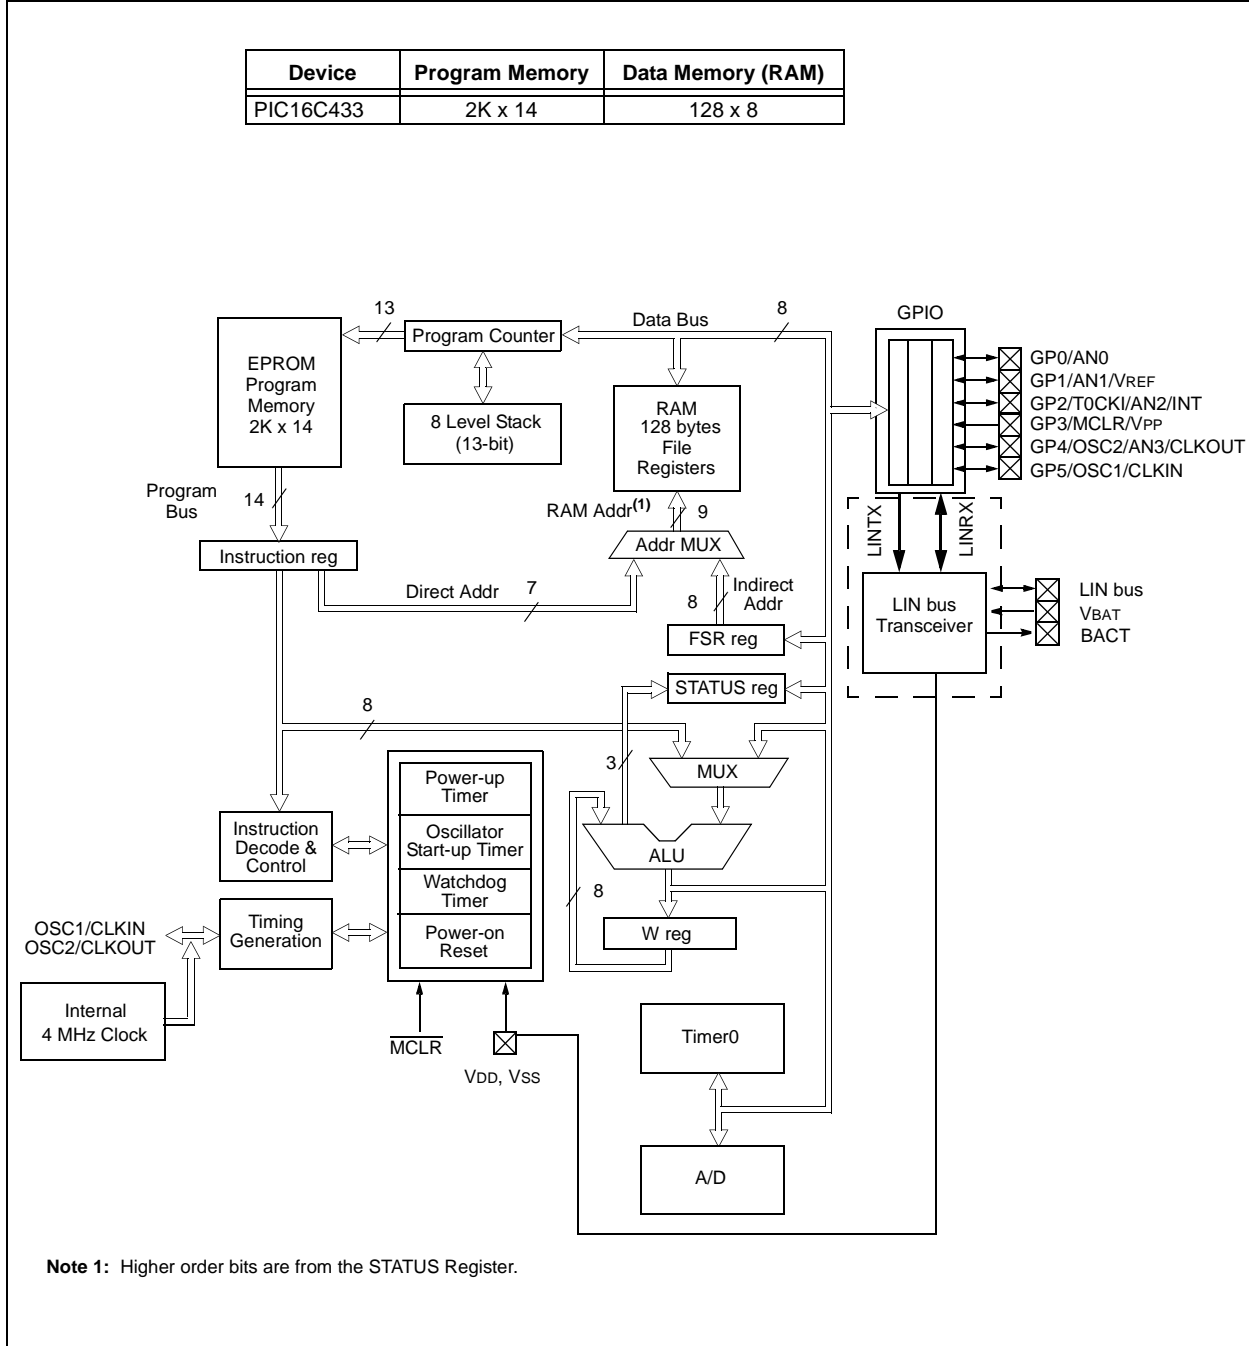 Device Program Memory Data Memory (RAM)
PIC16C433 2K x 14 128 x 8
13
Data Bus
8
GPIO
Program Counter
EPROM
Program
Memory
2K x 14
8 Level Stack
(13-bit)
RAM
128 bytes
File
Registers
GP0/AN0
GP1/AN1/VREF
GP2/T0CKI/AN2/INT
GP3/MCLR/VPP
GP4/OSC2/AN3/CLKOUT
GP5/OSC1/CLKIN
Program
Bus
14
RAM Addr(1)
9
LINTX
LINRX
Instruction reg
Addr MUX
Direct Addr
7
8
Indirect
Addr
LIN bus
Transceiver
LIN bus
VBAT
BACT
FSR reg
STATUS reg
8
3
MUX
Power-up
Timer
Oscillator
Start-up Timer
Watchdog
Timer
Power-on
Reset
Instruction
Decode &
Control
ALU
8
W reg
OSC1/CLKIN
OSC2/CLKOUT
Timing
Generation
Internal
4 MHz Clock
MCLR
VDD, VSS
Timer0
A/D
Note 1: Higher order bits are from the STATUS Register.